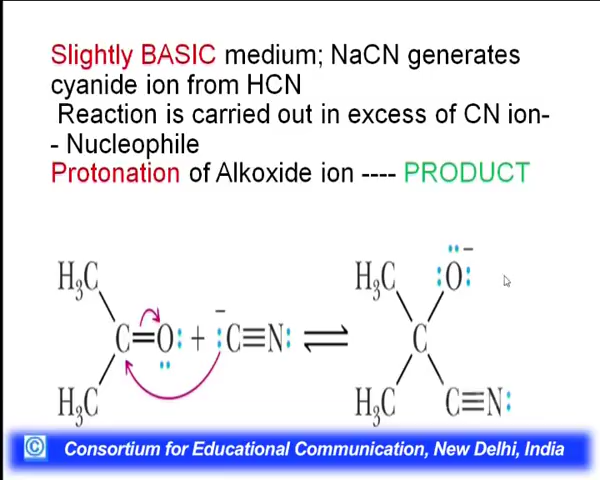 Slightly BASIC medium; NaCN generates
cyanide ion from HCN
Reaction is carried out in excess of CN ion-
- Nucleophile
Protonation of Alkoxide ion ---- PRODUCT
H₃C H₃C :Ö:⁻
C=O: + ⁻:C≡N: ⇌ C
H₃C H₃C C≡N:
© Consortium for Educational Communication, New Delhi, India